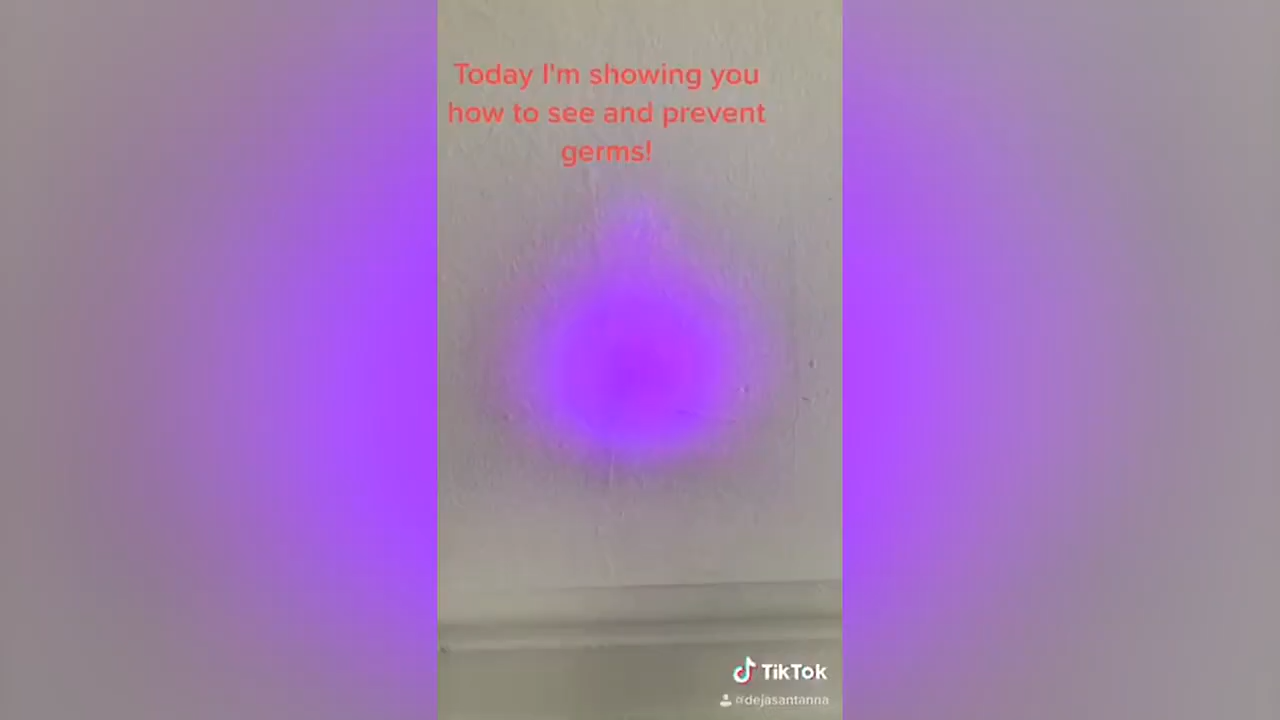 Today I'm showing you
how to see and prevent
germs!
TikTok
@dejasantanna